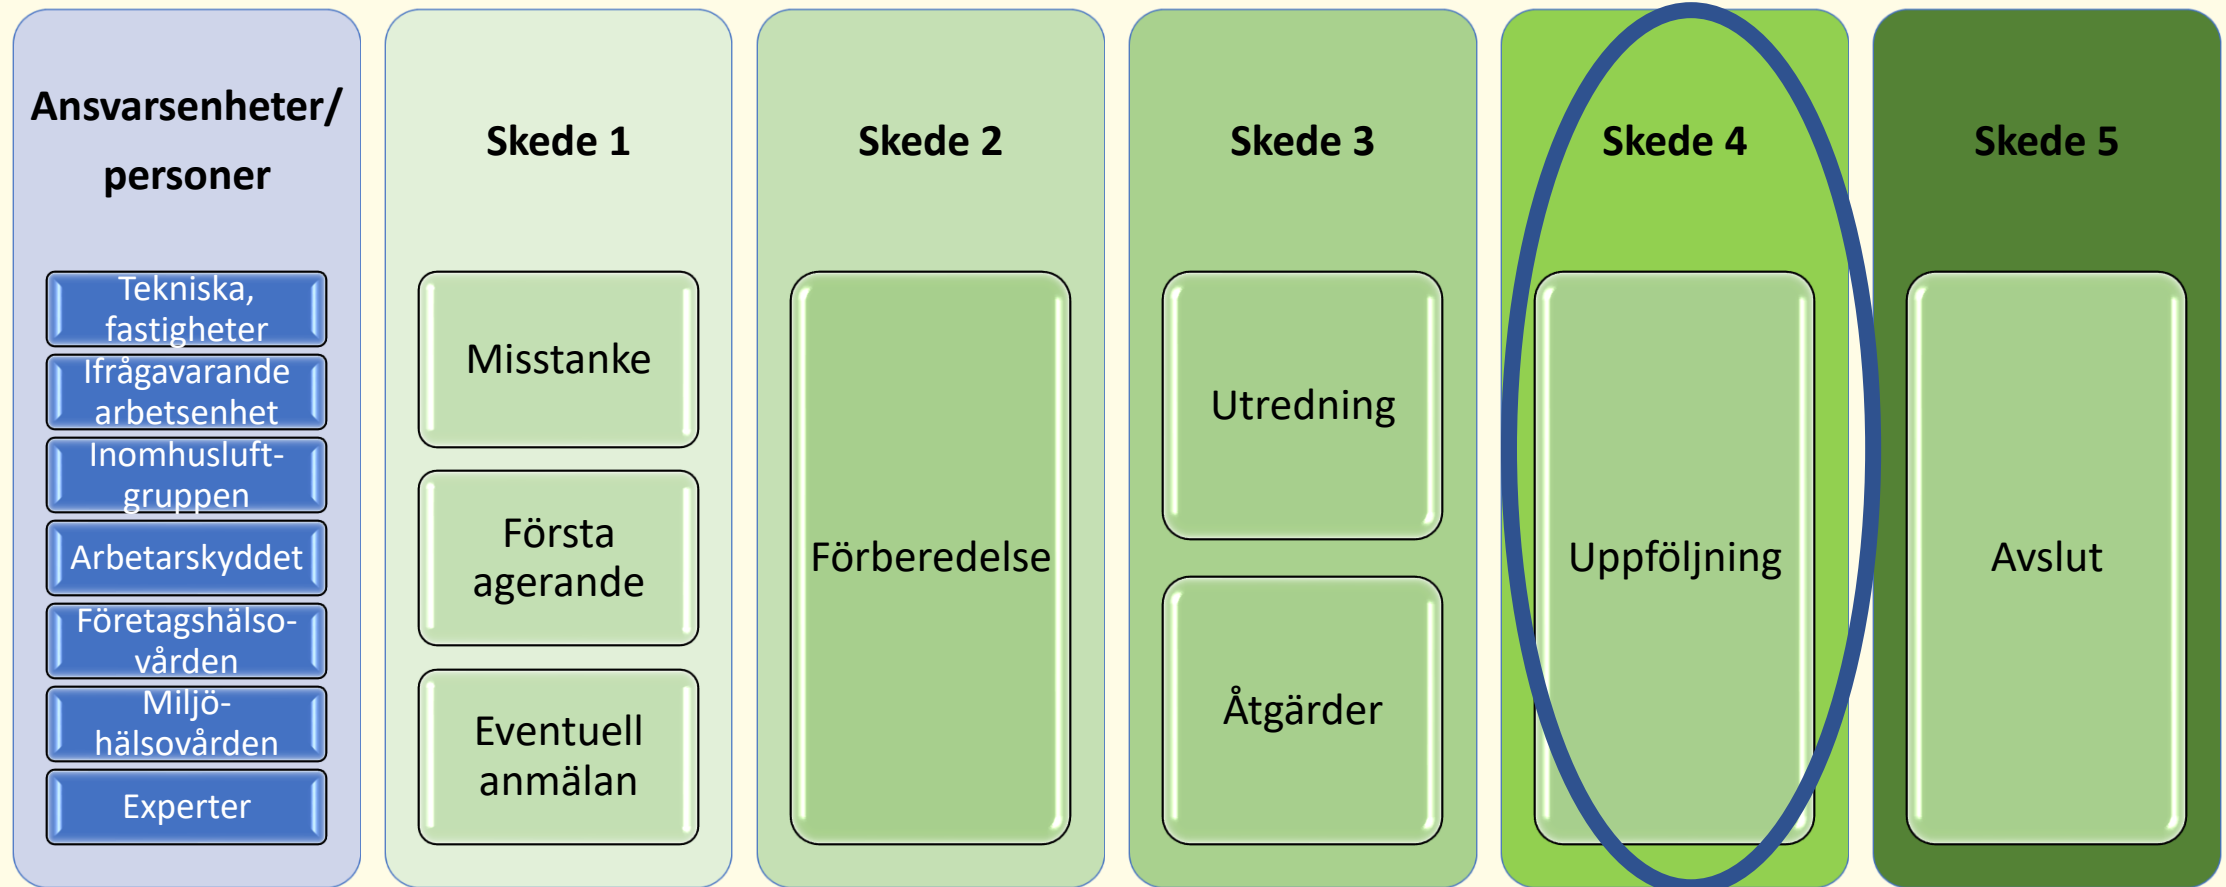 Ansvarsenheter/
personer
Tekniska,
fastigheter
Ifrågavarande
arbetsenhet
Inomhusluft-
gruppen
Arbetarskyddet
Företagshälso-
vården
Miljö-
hälsovården
Experter
Skede 1
Misstanke
Första
agerande
Eventuell
anmälan
Skede 2
Förberedelse
Skede 3
Utredning
Åtgärder
Skede 4
Uppföljning
Skede 5
Avslut